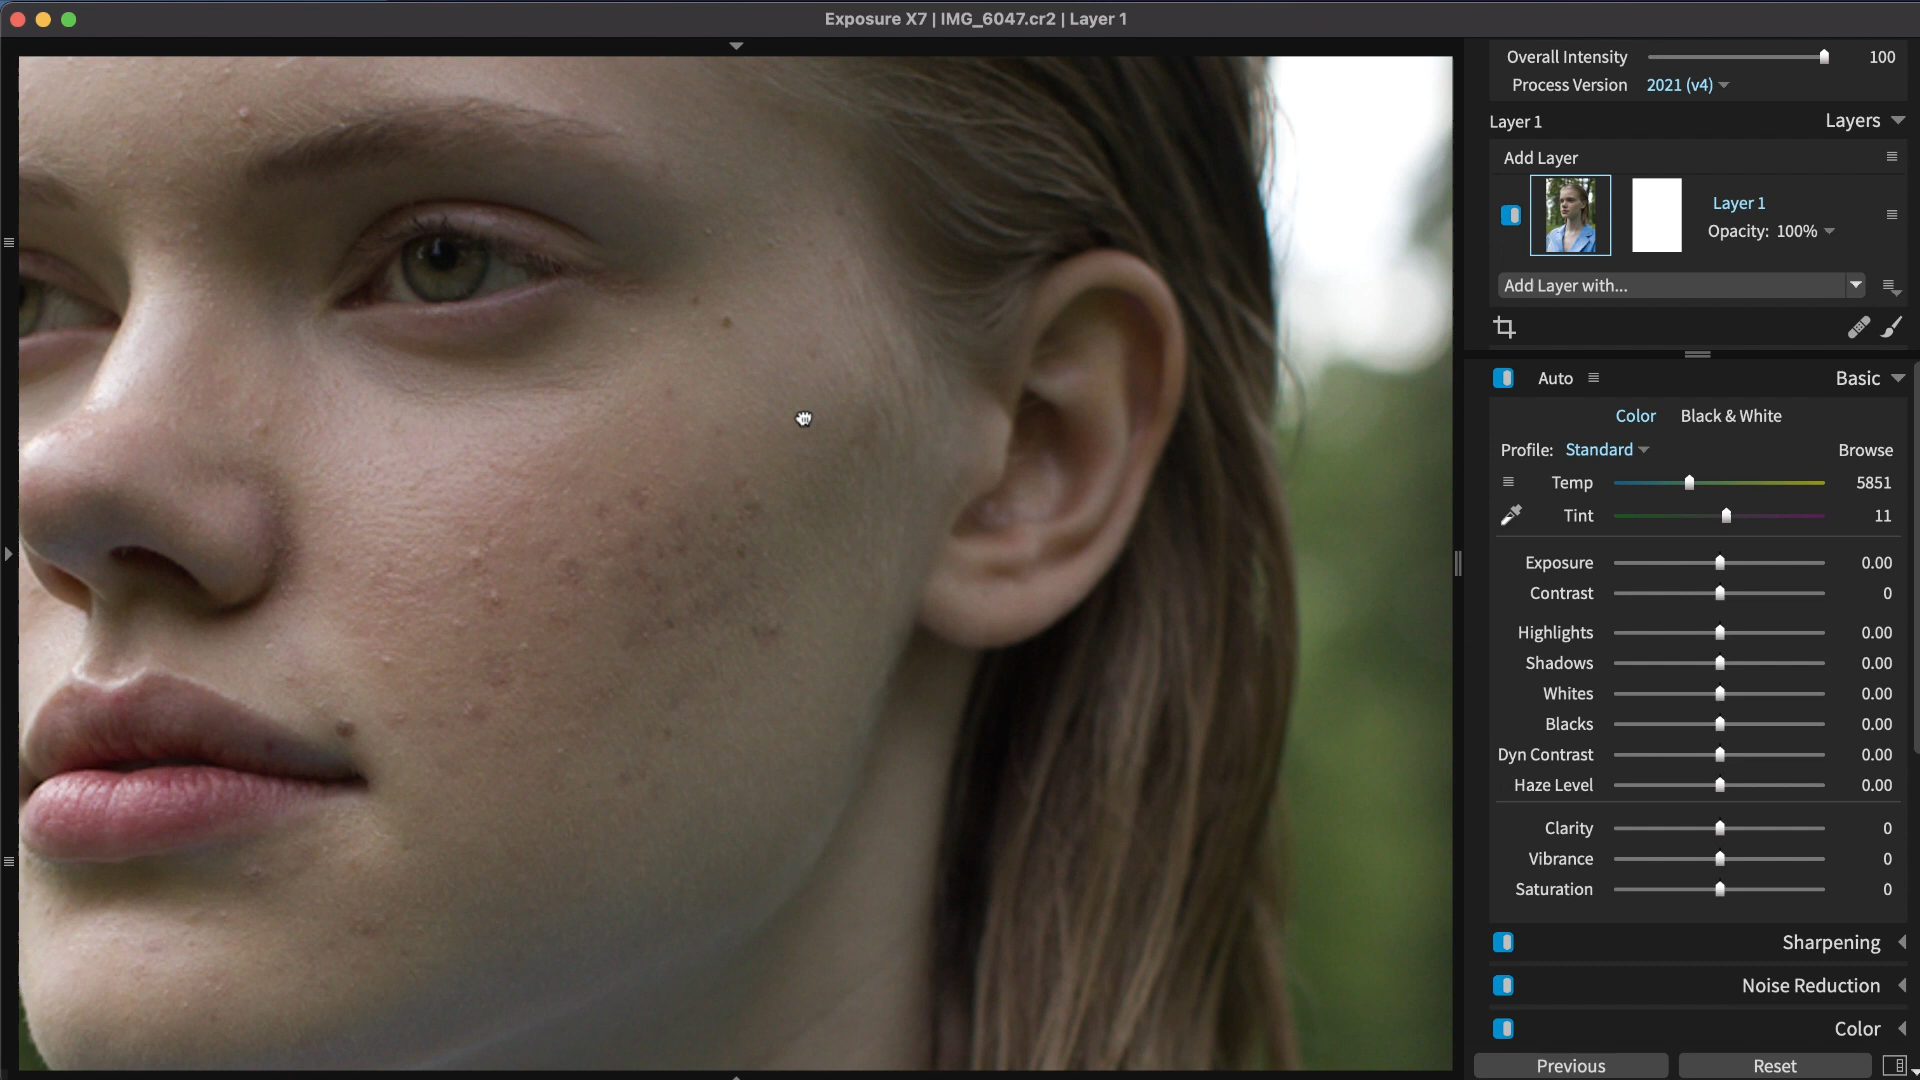 Exposure X7 | IMG_6047.cr2 | Layer 1
Overall Intensity 100
Process Version 2021 (v4)
Layer 1 Layers
Add Layer
Layer 1
Opacity: 100%
Add Layer with...
Auto Basic
Color Black & White
Profile: Standard Browse
Temp 5851
Tint 11
Exposure 0.00
Contrast 0
Highlights 0.00
Shadows 0.00
Whites 0.00
Blacks 0.00
Dyn Contrast 0.00
Haze Level 0.00
Clarity 0
Vibrance 0
Saturation 0
Sharpening
Noise Reduction
Color
Previous Reset